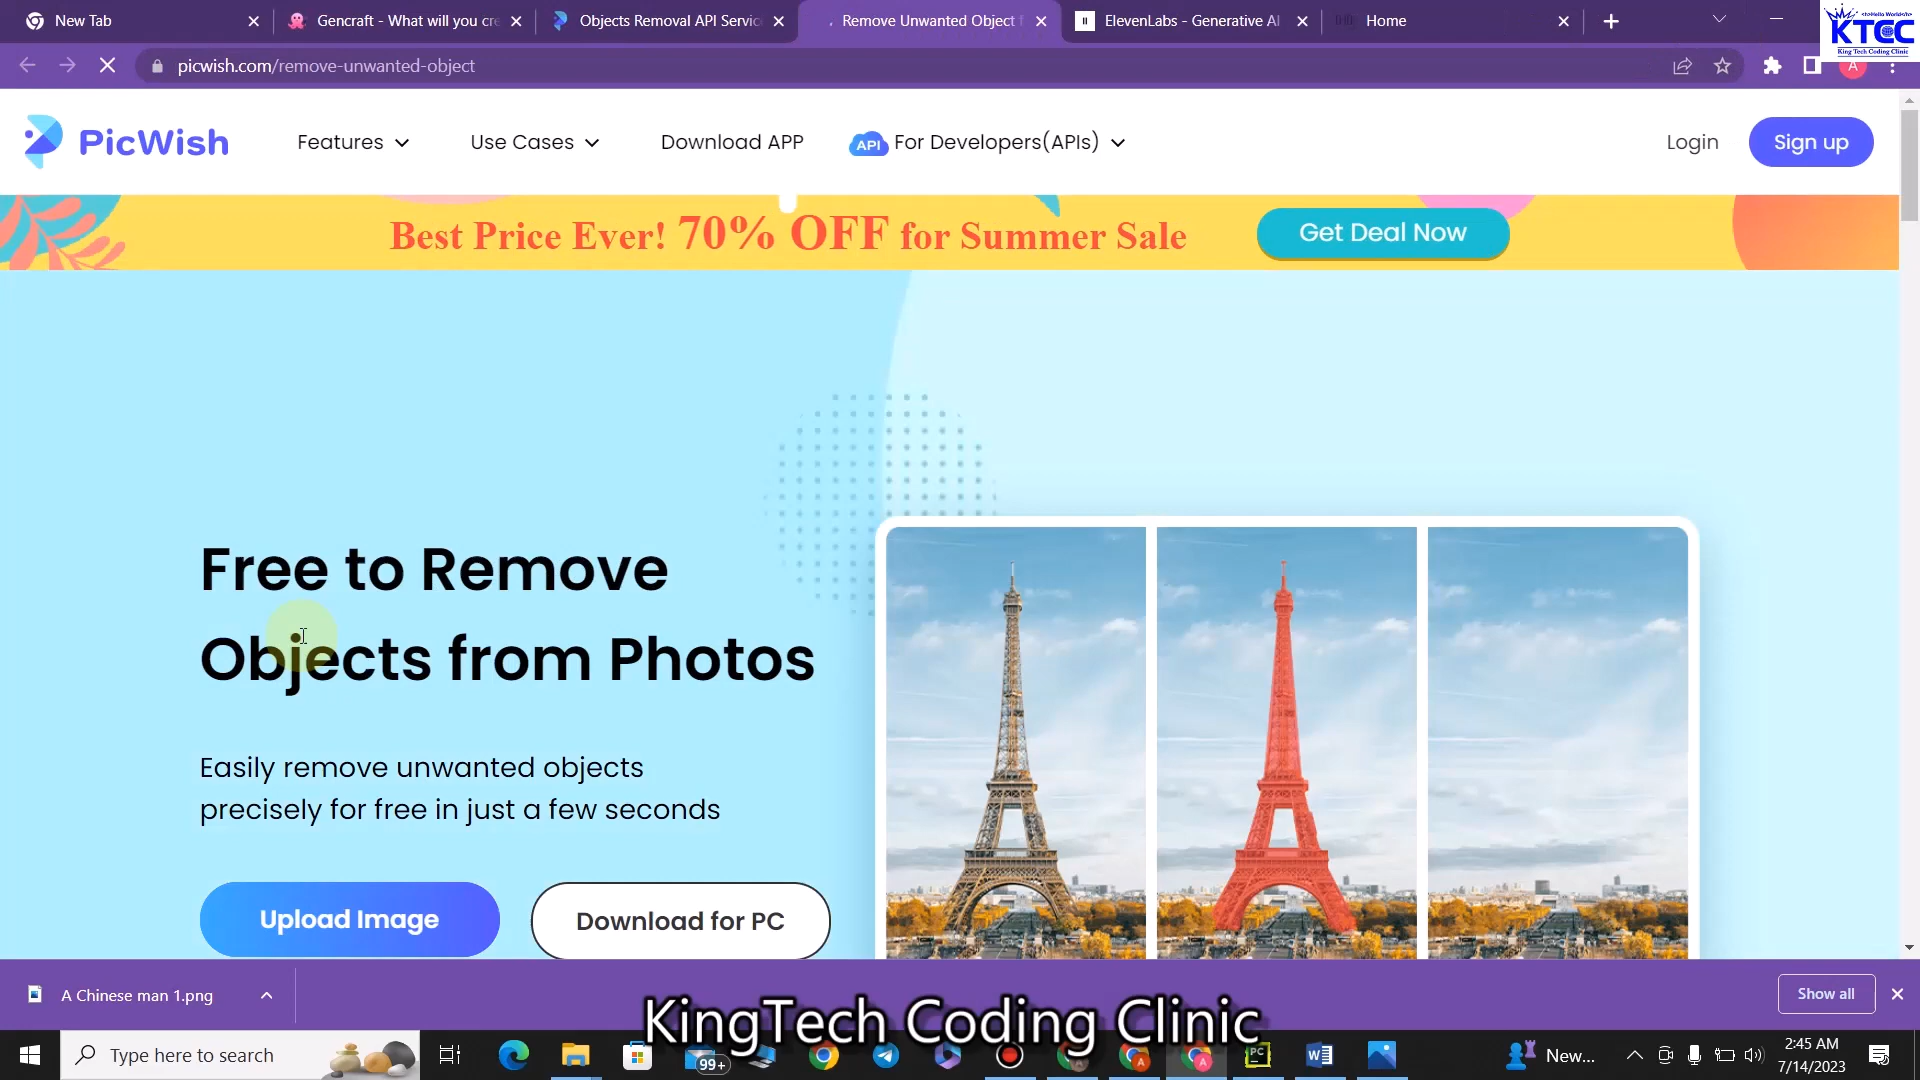 New Tab
Gencraft - What will you cre
Objects Removal API Servic
Remove Unwanted Object f
ElevenLabs - Generative AI
Home
KTCC
King Tech Coding Clinic
picwish.com/remove-unwanted-object
A
PicWish
Features
Use Cases
Download APP
API For Developers(APIs)
Login
Sign up
Best Price Ever! 70% OFF for Summer Sale
Get Deal Now
Free to Remove
Objects from Photos
Easily remove unwanted objects
precisely for free in just a few seconds
Upload Image
Download for PC
A Chinese man 1.png
Show all
KingTech Coding Clinic
Type here to search
99+
New...
2:45 AM
7/14/2023